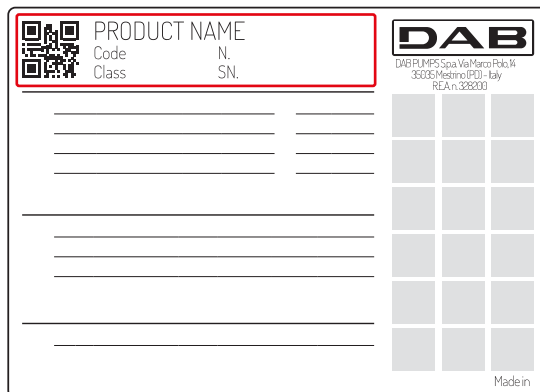 PRODUCT NAME
Code N.
Class SN.
DAB
DAB PUMPS S.p.a. Via Marco Polo, 14
35035 Mestrino (PD) - Italy
R.E.A. n. 328200
Made in